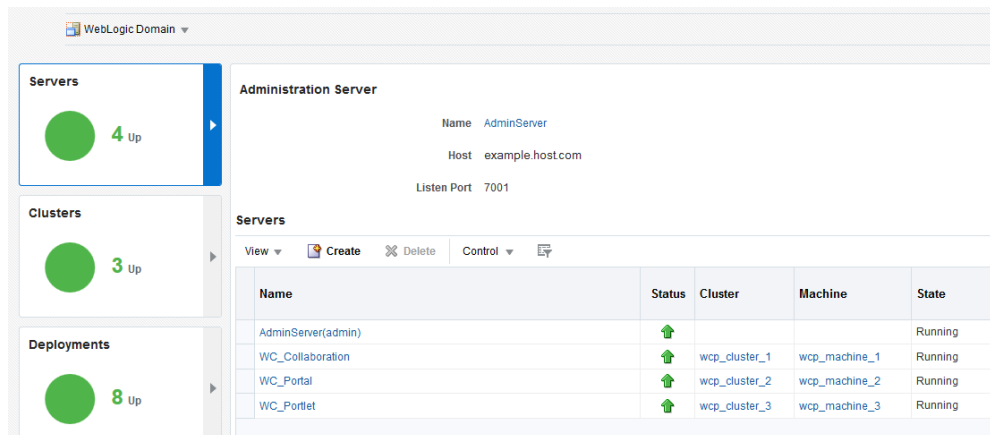 WebLogic Domain
Servers
4 Up
Clusters
3 Up
Deployments
8 Up
Administration Server
Name AdminServer
Host example.host.com
Listen Port 7001
Servers
View Create Delete Control
Name Status Cluster Machine State
AdminServer(admin) Running
WC_Collaboration wcp_cluster_1 wcp_machine_1 Running
WC_Portal wcp_cluster_2 wcp_machine_2 Running
WC_Portlet wcp_cluster_3 wcp_machine_3 Running